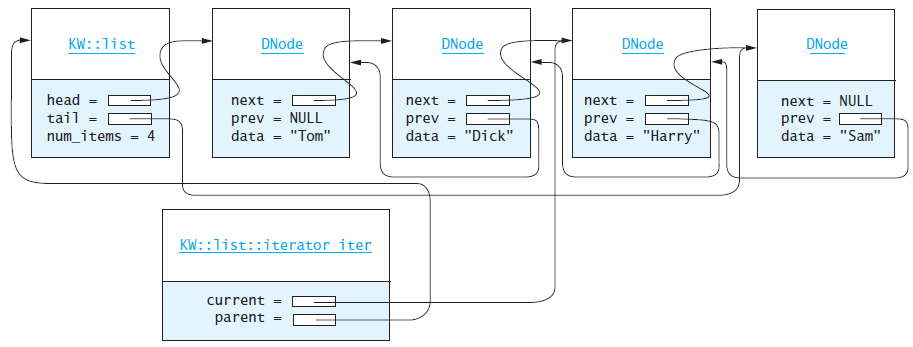 KW::list
head =
tail =
num_items = 4
DNode
next =
prev = NULL
data = "Tom"
DNode
next =
prev =
data = "Dick"
DNode
next =
prev =
data = "Harry"
DNode
next = NULL
prev =
data = "Sam"
KW::list::iterator iter
current =
parent =